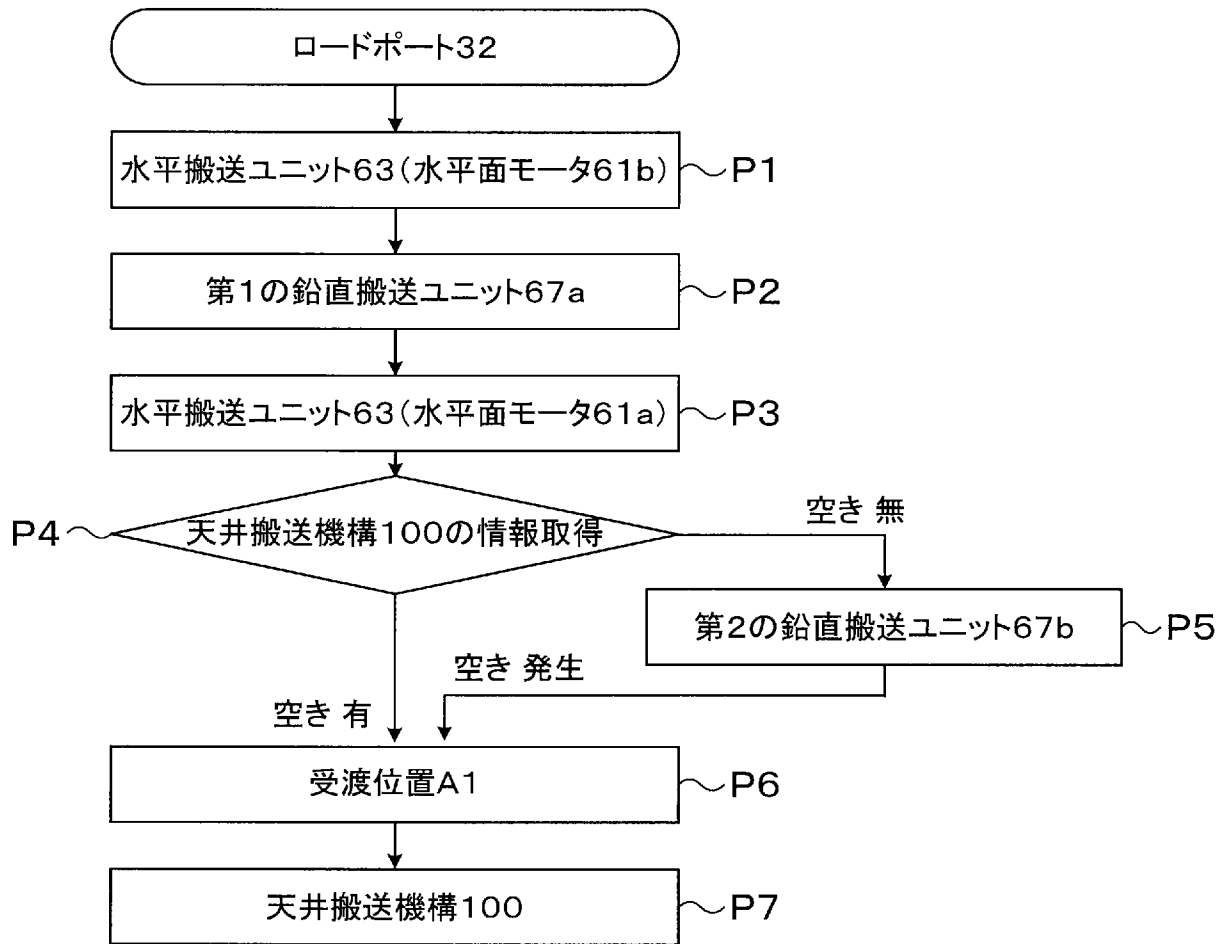 ロードポート32
水平搬送ユニット63(水平面モータ61b)
P1
第1の鉛直搬送ユニット67a
P2
水平搬送ユニット63(水平面モータ61a)
P3
P4
天井搬送機構100の情報取得
空き 無
第2の鉛直搬送ユニット67b
P5
空き 発生
空き 有
受渡位置A1
P6
天井搬送機構100
P7